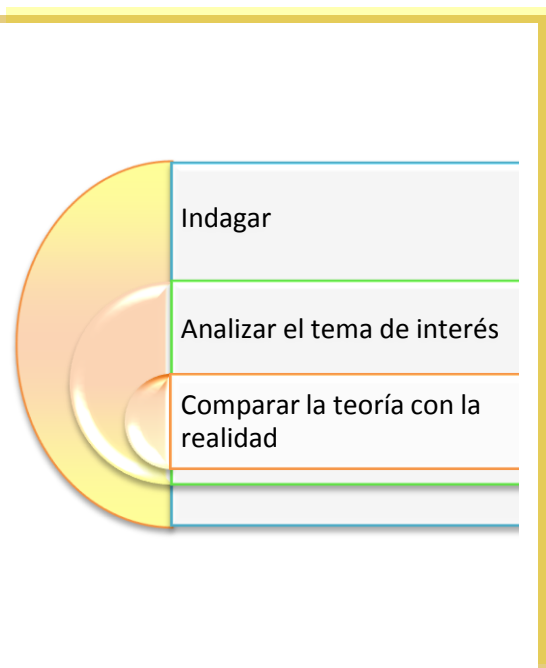 Indagar
Analizar el tema de interés
Comparar la teoría con la
realidad